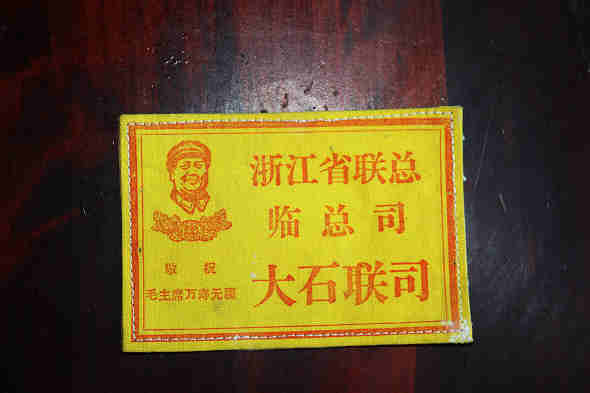 浙江省联总
临总司
大石联司
敬祝
毛主席万寿无疆